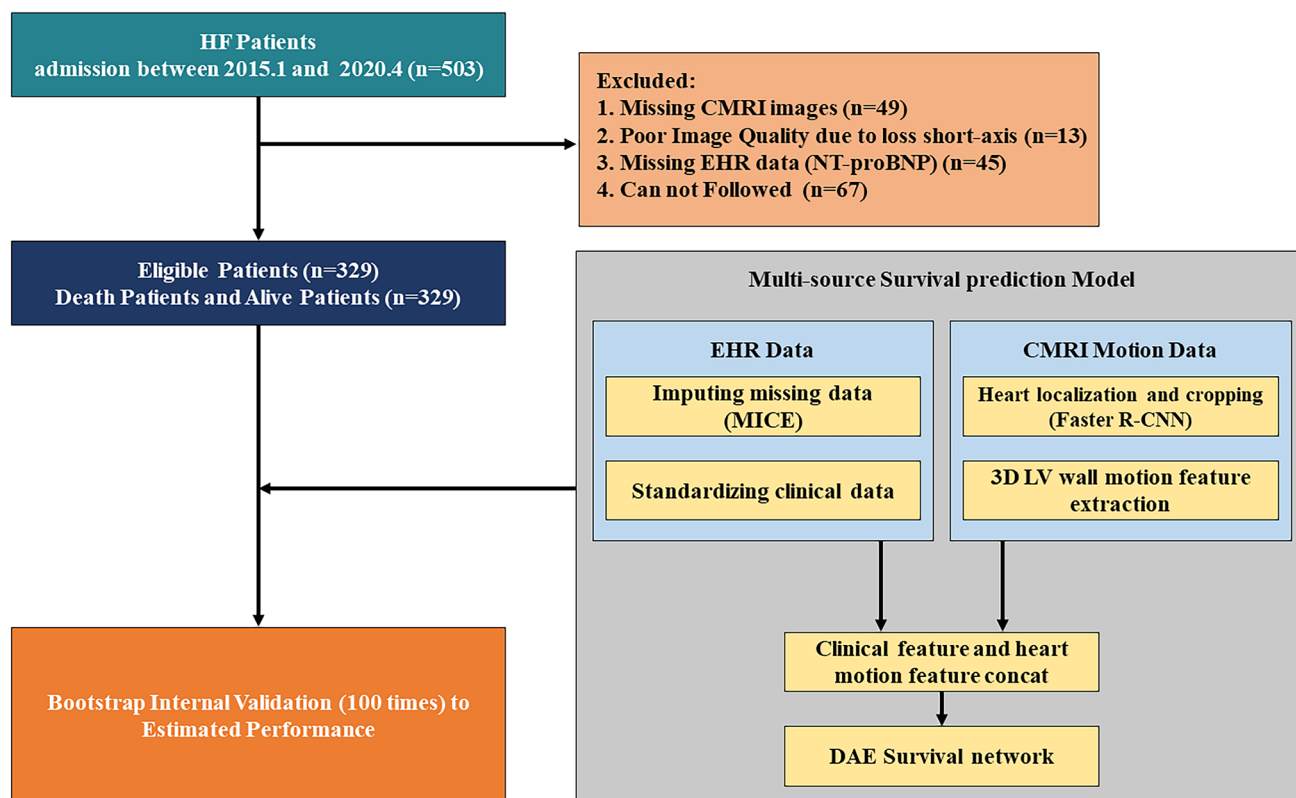 HF Patients
admission between 2015.1 and 2020.4 (n=503)
Excluded:
1. Missing CMRI images (n=49)
2. Poor Image Quality due to loss short-axis (n=13)
3. Missing EHR data (NT-proBNP) (n=45)
4. Can not Followed (n=67)
Eligible Patients (n=329)
Death Patients and Alive Patients (n=329)
Multi-source Survival prediction Model
EHR Data
Imputing missing data
(MICE)
Standardizing clinical data
CMRI Motion Data
Heart localization and cropping
(Faster R-CNN)
3D LV wall motion feature
extraction
Clinical feature and heart
motion feature concat
DAE Survival network
Bootstrap Internal Validation (100 times) to
Estimated Performance